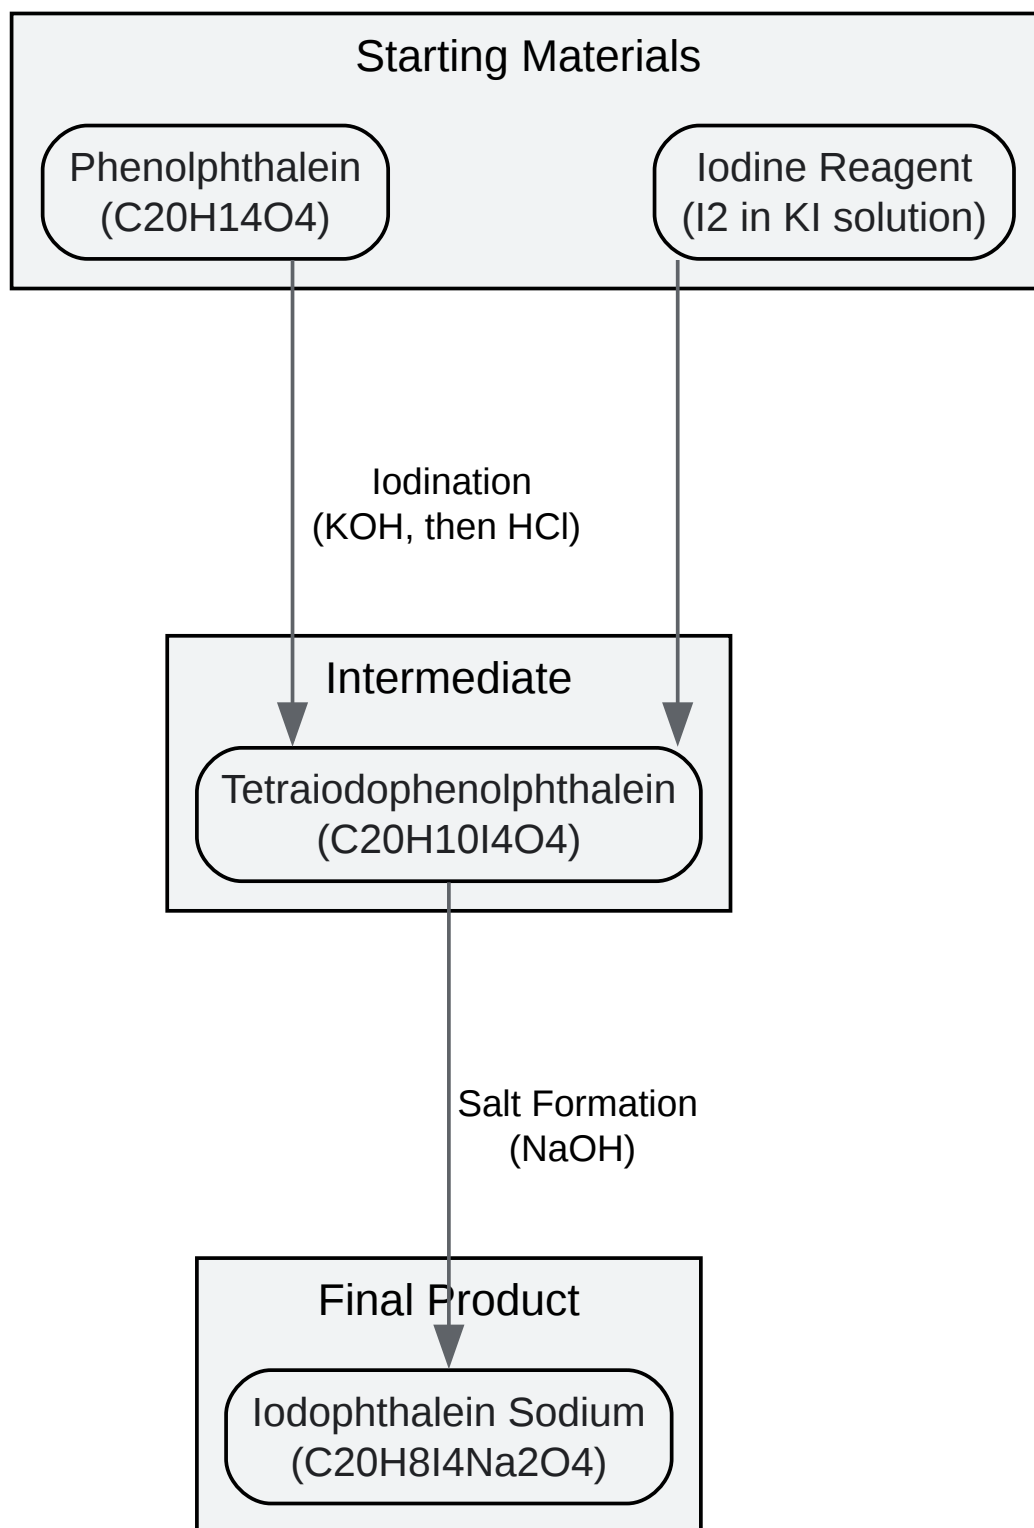 Starting Materials
Phenolphthalein
(C20H14O4)
Iodine Reagent
(I2 in KI solution)
Iodination
(KOH, then HCl)
Intermediate
Tetraiodophenolphthalein
(C20H10I4O4)
Salt Formation
(NaOH)
Final Product
Iodophthalein Sodium
(C20H8I4Na2O4)